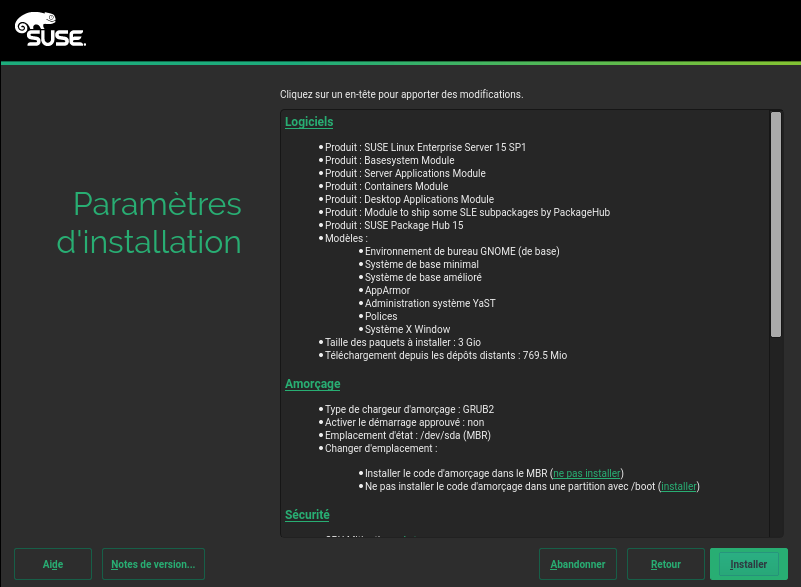 SUSE.
Cliquez sur un en-tête pour apporter des modifications.
Paramètres
d'installation
Logiciels
Produit : SUSE Linux Enterprise Server 15 SP1
Produit : Basesystem Module
Produit : Server Applications Module
Produit : Containers Module
Produit : Desktop Applications Module
Produit : Module to ship some SLE subpackages by PackageHub
Produit : SUSE Package Hub 15
Modèles :
Environnement de bureau GNOME (de base)
Système de base minimal
Système de base amélioré
AppArmor
Administration système YaST
Polices
Système X Window
Taille des paquets à installer : 3 Gio
Téléchargement depuis les dépôts distants : 769.5 Mio
Amorçage
Type de chargeur d'amorçage : GRUB2
Activer le démarrage approuvé : non
Emplacement d'état : /dev/sda (MBR)
Changer d'emplacement :
Installer le code d'amorçage dans le MBR (ne pas installer)
Ne pas installer le code d'amorçage dans une partition avec /boot (installer)
Sécurité
Aide
Notes de version...
Abandonner
Retour
Installer